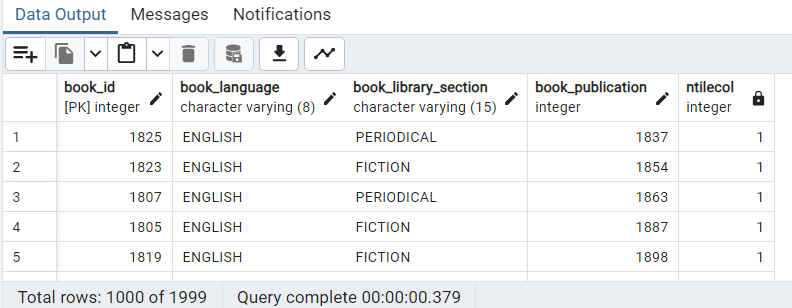 Data Output Messages Notifications
book_id book_language book_library_section book_publication ntilecol
[PK] integer character varying (8) character varying (15) integer integer
1 1825 ENGLISH PERIODICAL 1837 1
2 1823 ENGLISH FICTION 1854 1
3 1807 ENGLISH PERIODICAL 1863 1
4 1805 ENGLISH FICTION 1887 1
5 1819 ENGLISH FICTION 1898 1
Total rows: 1000 of 1999 Query complete 00:00:00.379